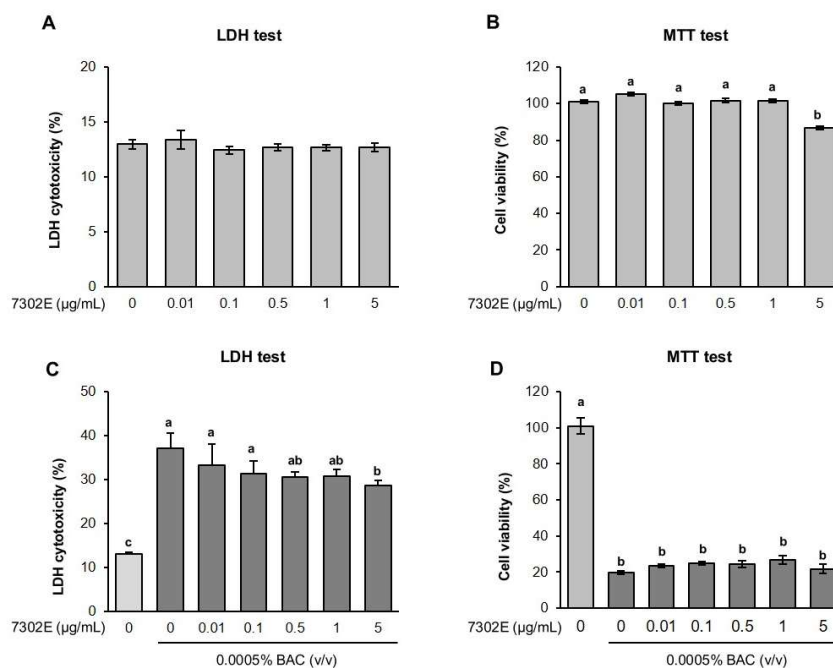 A
LDH test
20
15
10
5
0
LDH cytotoxicity (%)
7302E (µg/mL) 0 0.01 0.1 0.5 1 5
B
MTT test
120
100
80
60
40
20
0
Cell viability (%)
a a a a a b
7302E (µg/mL) 0 0.01 0.1 0.5 1 5
C
LDH test
50
40
30
20
10
0
LDH cytotoxicity (%)
c a a a ab ab b
7302E (µg/mL) 0 0 0.01 0.1 0.5 1 5
0.0005% BAC (v/v)
D
MTT test
120
100
80
60
40
20
0
Cell viability (%)
a b b b b b b
7302E (µg/mL) 0 0 0.01 0.1 0.5 1 5
0.0005% BAC (v/v)